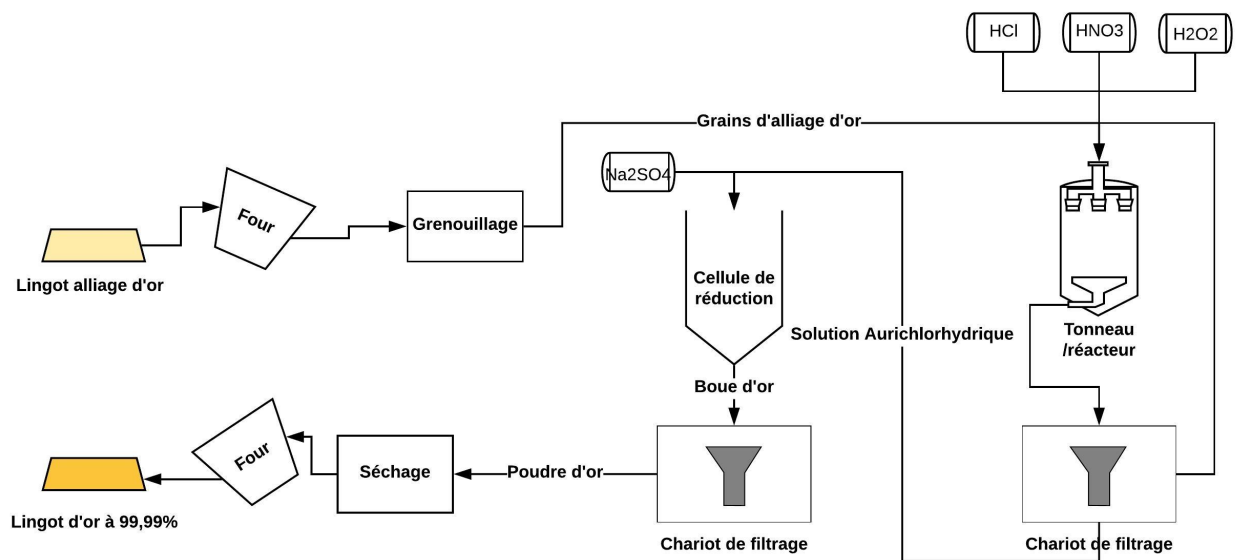 HCl
HNO3
H2O2
Grains d'alliage d'or
Na2SO4
Four
Grenouillage
Lingot alliage d'or
Cellule de
réduction
Solution Aurichlorhydrique
Tonneau
/réacteur
Boue d'or
Four
Séchage
Poudre d'or
Lingot d'or à 99,99%
Chariot de filtrage
Chariot de filtrage